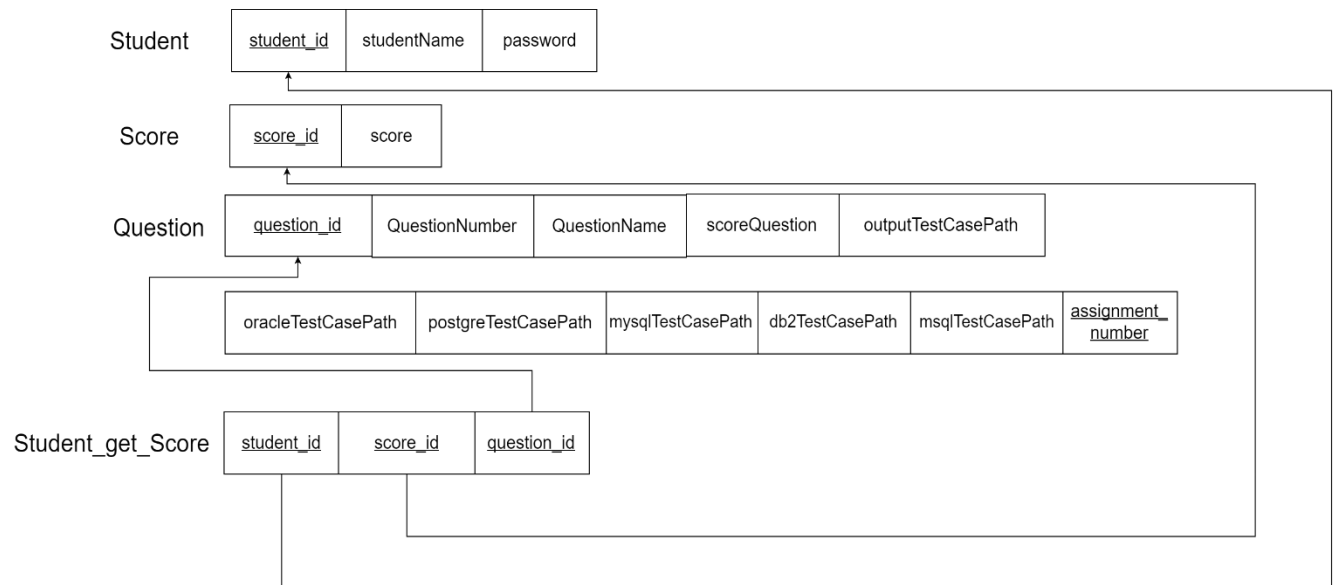 Student student_id studentName password
Score score_id score
Question question_id QuestionNumber QuestionName scoreQuestion outputTestCasePath
oracleTestCasePath postgreTestCasePath mysqlTestCasePath db2TestCasePath msqlTestCasePath assignment_
number
Student_get_Score student_id score_id question_id